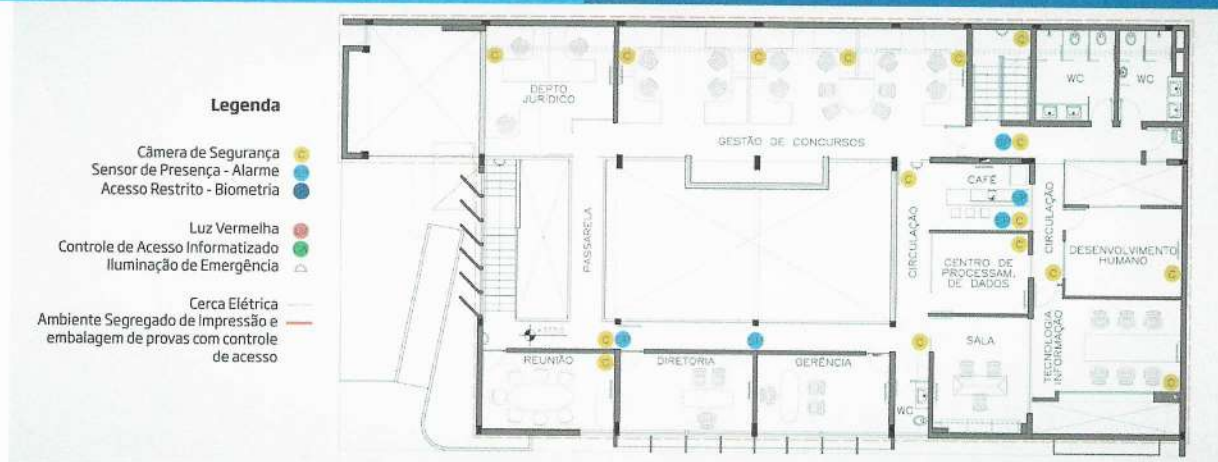 Legenda
Câmera de Segurança
Sensor de Presença - Alarme
Acesso Restrito - Biometria
Luz Vermelha
Controle de Acesso Informatizado
Iluminação de Emergência
Cerca Elétrica
Ambiente Segregado de Impressão e
embalagem de provas com controle
de acesso
DEPTO
JURÍDICO
GESTÃO DE CONCURSOS
WC
WC
PASSARELA
CIRCULAÇÃO
CAFÉ
CENTRO DE
PROCESSAM.
DE DADOS
CIRCULAÇÃO
DESENVOLVIMENTO
HUMANO
REUNIÃO
DIRETORIA
GERÊNCIA
WC
SALA
TECNOLOGIA
INFORMAÇÃO